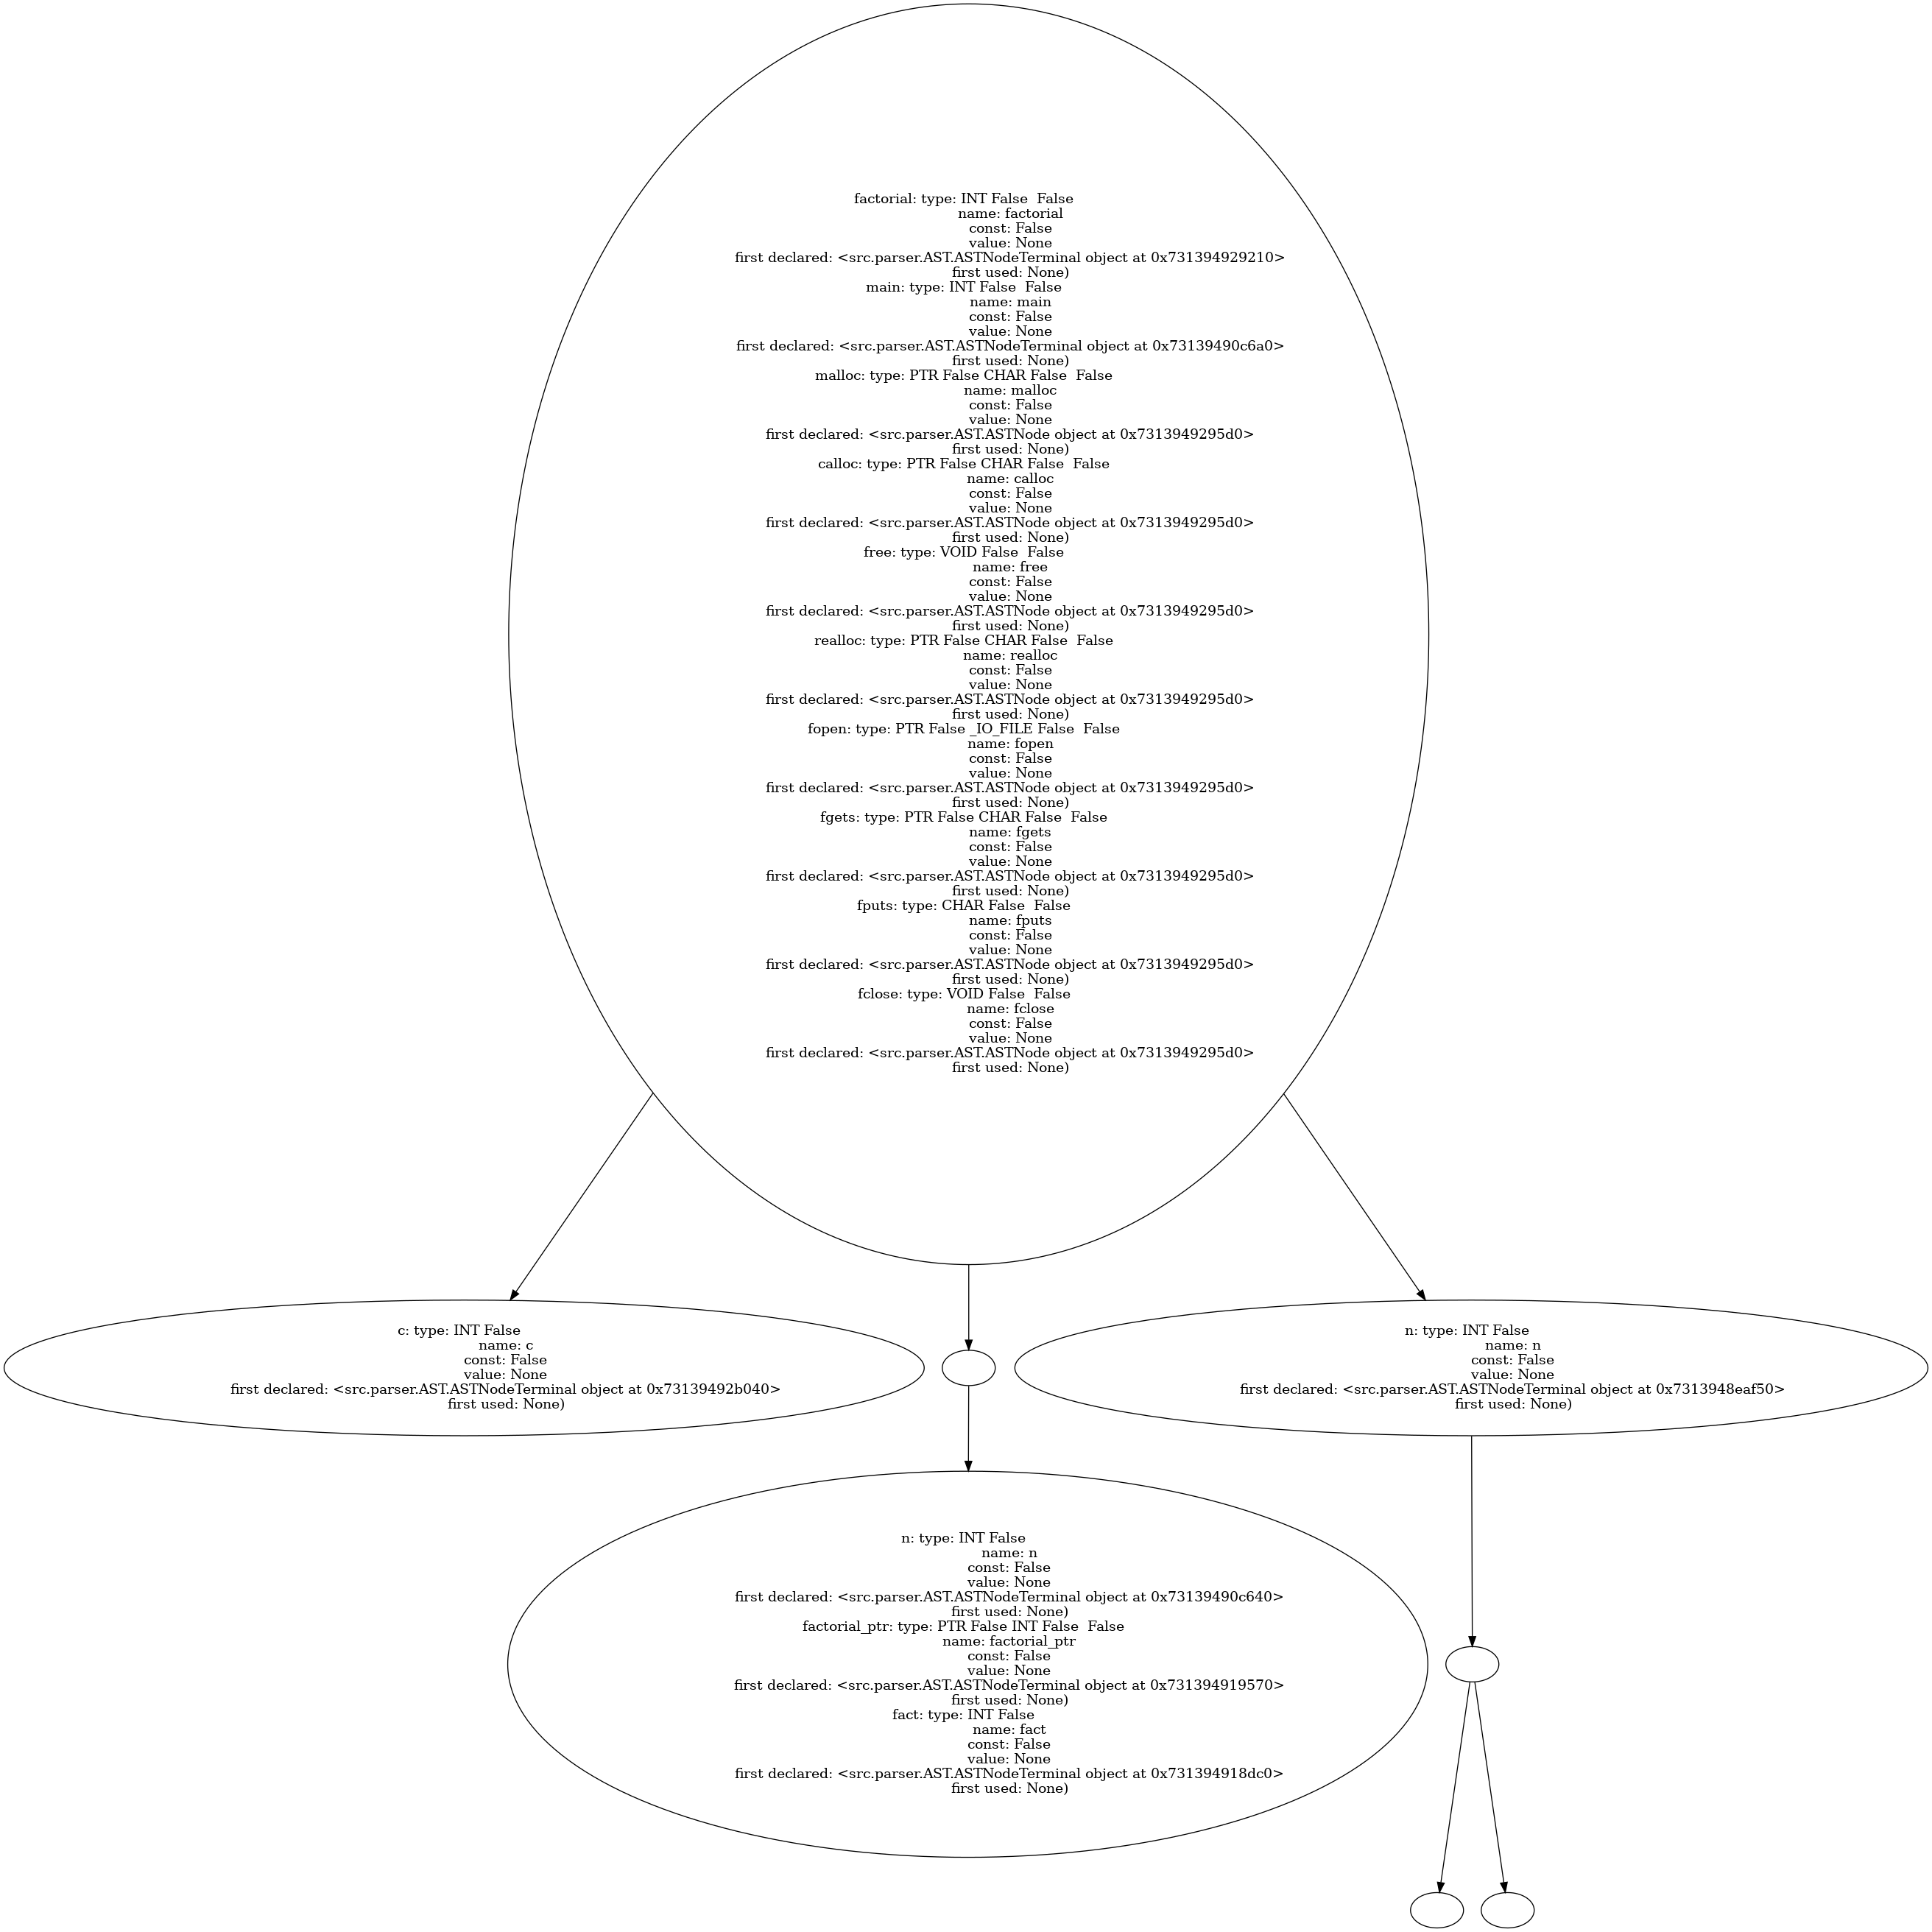 factorial: type: INT False  False
name: factorial
const: False
value: None
first declared: <src.parser.AST.ASTNodeTerminal object at 0x731394929210>
first used: None)
main: type: INT False  False
name: main
const: False
value: None
first declared: <src.parser.AST.ASTNodeTerminal object at 0x73139490c6a0>
first used: None)
malloc: type: PTR False CHAR False  False
name: malloc
const: False
value: None
first declared: <src.parser.AST.ASTNode object at 0x7313949295d0>
first used: None)
calloc: type: PTR False CHAR False  False
name: calloc
const: False
value: None
first declared: <src.parser.AST.ASTNode object at 0x7313949295d0>
first used: None)
free: type: VOID False  False
name: free
const: False
value: None
first declared: <src.parser.AST.ASTNode object at 0x7313949295d0>
first used: None)
realloc: type: PTR False CHAR False  False
name: realloc
const: False
value: None
first declared: <src.parser.AST.ASTNode object at 0x7313949295d0>
first used: None)
fopen: type: PTR False _IO_FILE False  False
name: fopen
const: False
value: None
first declared: <src.parser.AST.ASTNode object at 0x7313949295d0>
first used: None)
fgets: type: PTR False CHAR False  False
name: fgets
const: False
value: None
first declared: <src.parser.AST.ASTNode object at 0x7313949295d0>
first used: None)
fputs: type: CHAR False  False
name: fputs
const: False
value: None
first declared: <src.parser.AST.ASTNode object at 0x7313949295d0>
first used: None)
fclose: type: VOID False  False
name: fclose
const: False
value: None
first declared: <src.parser.AST.ASTNode object at 0x7313949295d0>
first used: None)
c: type: INT False
name: c
const: False
value: None
first declared: <src.parser.AST.ASTNodeTerminal object at 0x73139492b040>
first used: None)
n: type: INT False
name: n
const: False
value: None
first declared: <src.parser.AST.ASTNodeTerminal object at 0x7313948eaf50>
first used: None)
n: type: INT False
name: n
const: False
value: None
first declared: <src.parser.AST.ASTNodeTerminal object at 0x73139490c640>
first used: None)
factorial_ptr: type: PTR False INT False  False
name: factorial_ptr
const: False
value: None
first declared: <src.parser.AST.ASTNodeTerminal object at 0x731394919570>
first used: None)
fact: type: INT False
name: fact
const: False
value: None
first declared: <src.parser.AST.ASTNodeTerminal object at 0x731394918dc0>
first used: None)